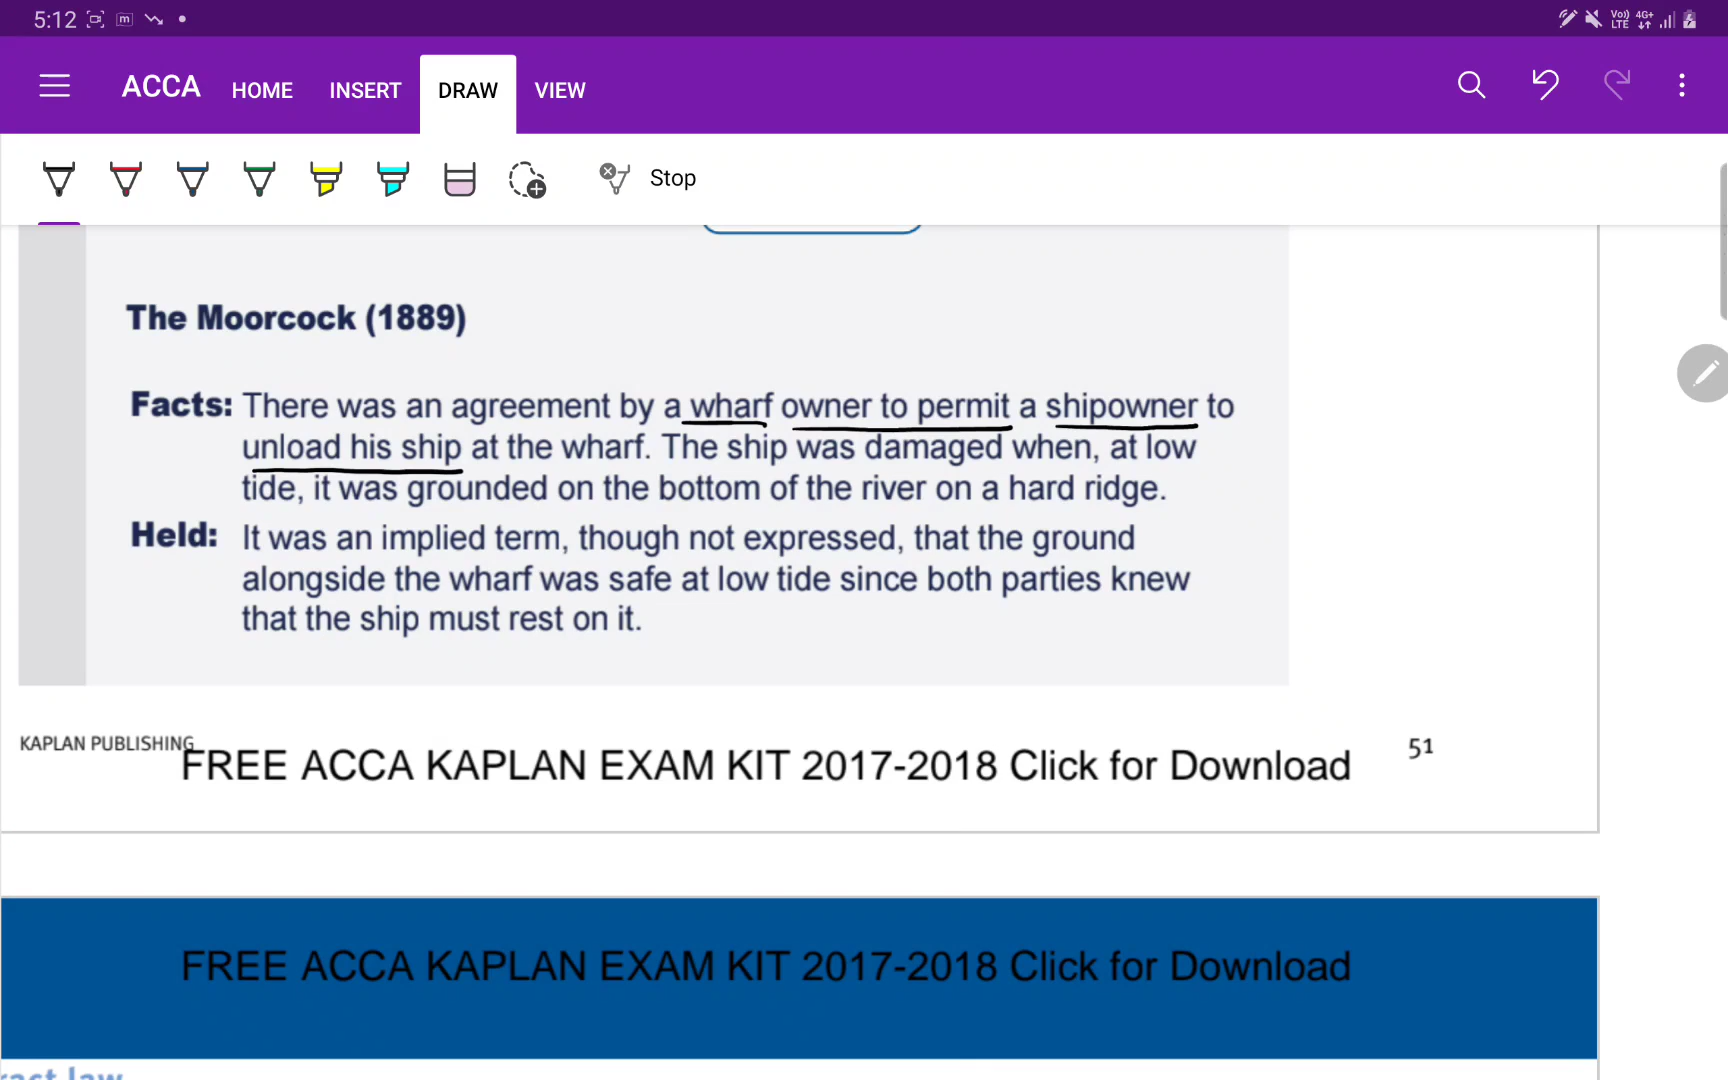 5:12
Vo)) LTE 4G+
ACCA HOME INSERT DRAW VIEW
Stop
The Moorcock (1889)
Facts: There was an agreement by a wharf owner to permit a shipowner to
unload his ship at the wharf. The ship was damaged when, at low
tide, it was grounded on the bottom of the river on a hard ridge.
Held: It was an implied term, though not expressed, that the ground
alongside the wharf was safe at low tide since both parties knew
that the ship must rest on it.
KAPLAN PUBLISHING
FREE ACCA KAPLAN EXAM KIT 2017-2018 Click for Download
51
FREE ACCA KAPLAN EXAM KIT 2017-2018 Click for Download
ract law